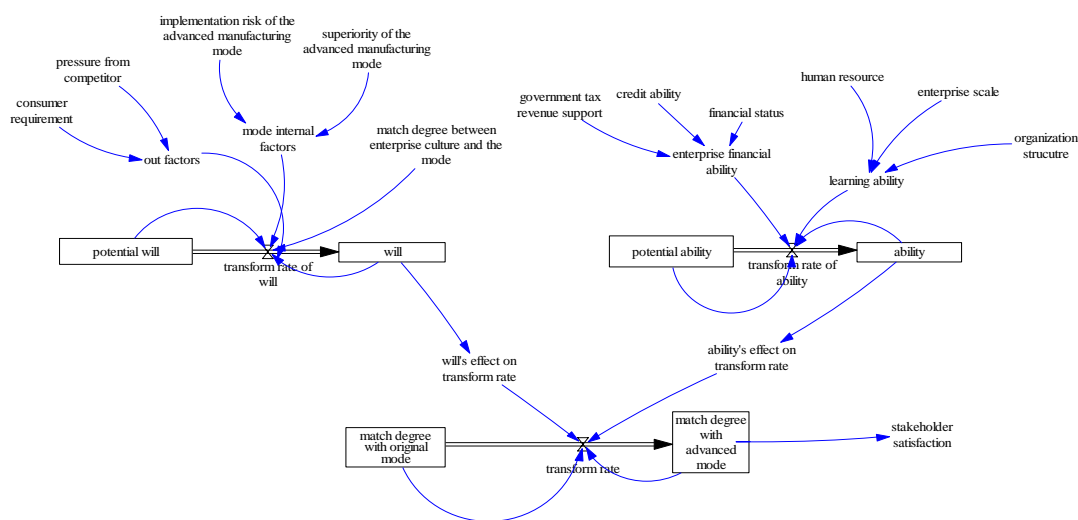 implementation risk of the
advanced manufacturing
mode
superiority of the
advanced manufacturing
mode
pressure from
competitor
consumer
requirement
mode internal
factors
match degree between
enterprise culture and the
mode
out factors
potential will
will
transform rate of
will
human resource
credit ability
enterprise scale
government tax
revenue support
financial status
organization
strucutre
enterprise financial
ability
learning ability
potential ability
ability
transform rate of
ability
will's effect on
transform rate
ability's effect on
transform rate
match degree
with original
mode
match degree
with
advanced
mode
transform rate
stakeholder
satisfaction